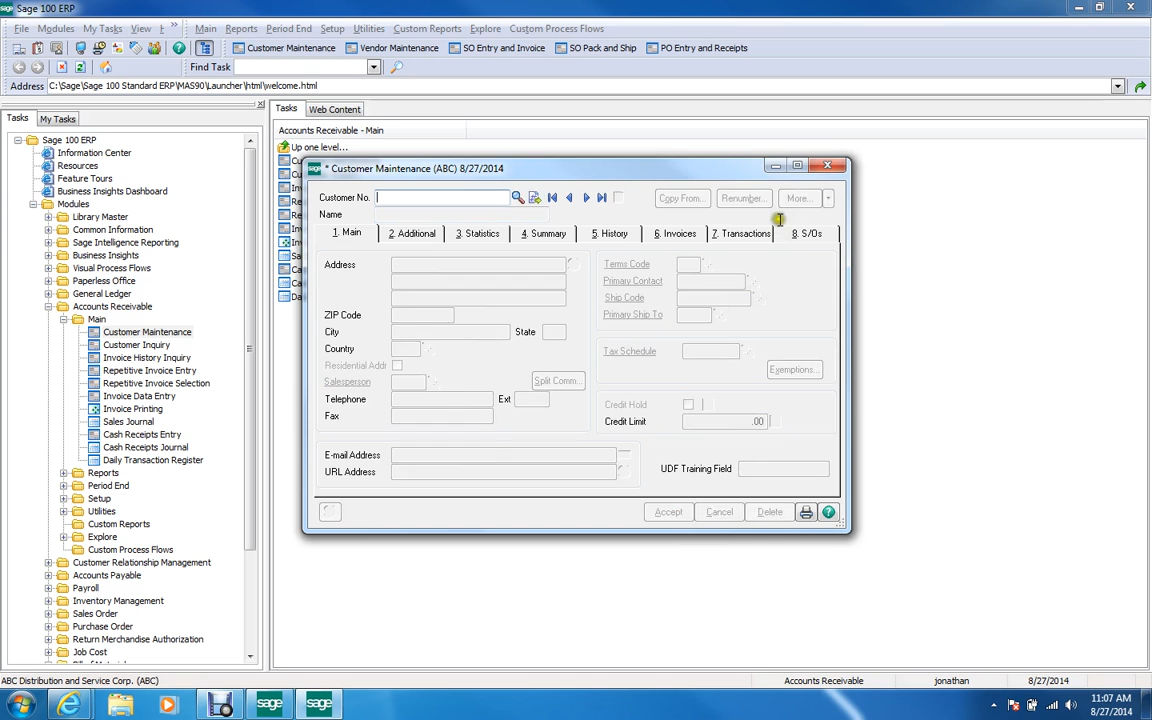 sage Sage 100 ERP
File Modules My Tasks View Main Reports Period End Setup Utilities Custom Reports Explore Custom Process Flows
Customer Maintenance Vendor Maintenance SO Entry and Invoice SO Pack and Ship PO Entry and Receipts
Find Task
Address C:\Sage\Sage 100 Standard ERP\MAS90\Launcher\html\welcome.html
Tasks My Tasks
Tasks Web Content
Accounts Receivable - Main
Up one level...
Sage 100 ERP
Information Center
Resources
Feature Tours
Business Insights Dashboard
Modules
Library Master
Common Information
Sage Intelligence Reporting
Business Insights
Visual Process Flows
Paperless Office
General Ledger
Accounts Receivable
Main
Customer Maintenance
Customer Inquiry
Invoice History Inquiry
Repetitive Invoice Entry
Repetitive Invoice Selection
Invoice Data Entry
Invoice Printing
Sales Journal
Cash Receipts Entry
Cash Receipts Journal
Daily Transaction Register
Reports
Period End
Setup
Utilities
Custom Reports
Explore
Custom Process Flows
Customer Relationship Management
Accounts Payable
Payroll
Inventory Management
Sales Order
Purchase Order
Return Merchandise Authorization
Job Cost
sage * Customer Maintenance (ABC) 8/27/2014
Customer No. Copy From... Renumber... More...
Name
1. Main 2. Additional 3. Statistics 4. Summary 5. History 6. Invoices 7. Transactions 8. S/Os
Address
ZIP Code
City State
Country
Residential Addr
Salesperson Split Comm...
Telephone Ext
Fax
E-mail Address
URL Address
Terms Code
Primary Contact
Ship Code
Primary Ship To
Tax Schedule
Exemptions...
Credit Hold
Credit Limit .00
UDF Training Field
Accept Cancel Delete
ABC Distribution and Service Corp. (ABC) Accounts Receivable jonathan 8/27/2014
sage sage
11:07 AM
8/27/2014